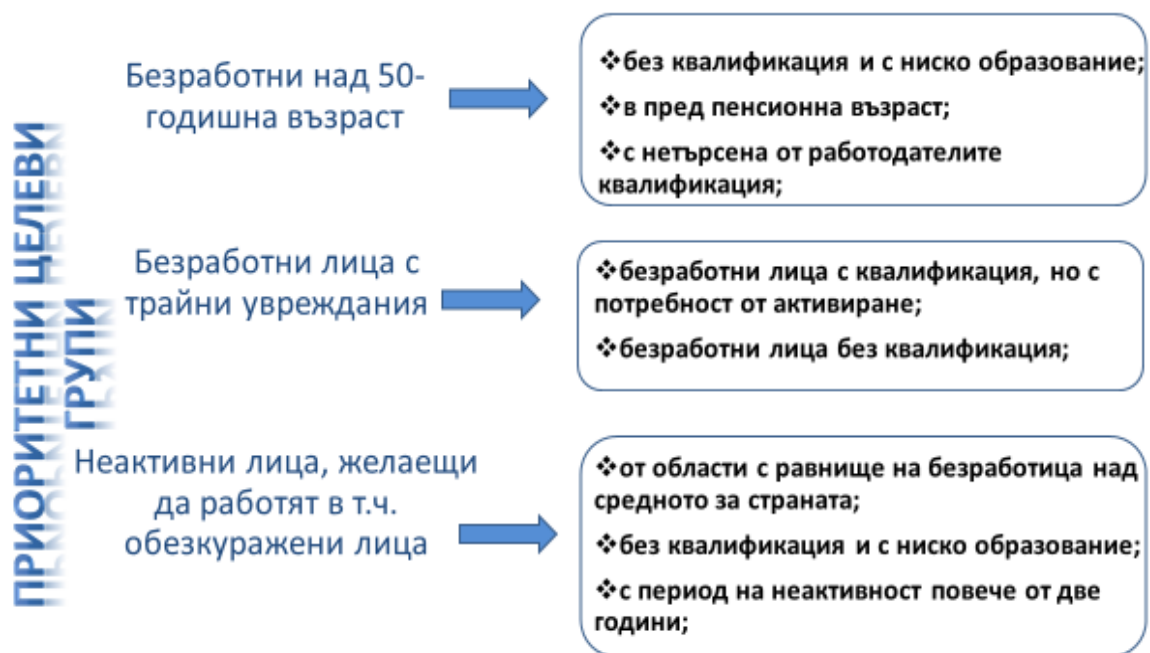 ПРИОРИТЕТНИ ЦЕЛЕВИ
ГРУПИ
Безработни над 50-
годишна възраст
❖без квалификация и с ниско образование;
❖в пред пенсионна възраст;
❖с нетърсена от работодателите
квалификация;
Безработни лица с
трайни увреждания
❖безработни лица с квалификация, но с
потребност от активиране;
❖безработни лица без квалификация;
Неактивни лица, желаещи
да работят в т.ч.
обезкуражени лица
❖от области с равнище на безработица над
средното за страната;
❖без квалификация и с ниско образование;
❖с период на неактивност повече от две
години;